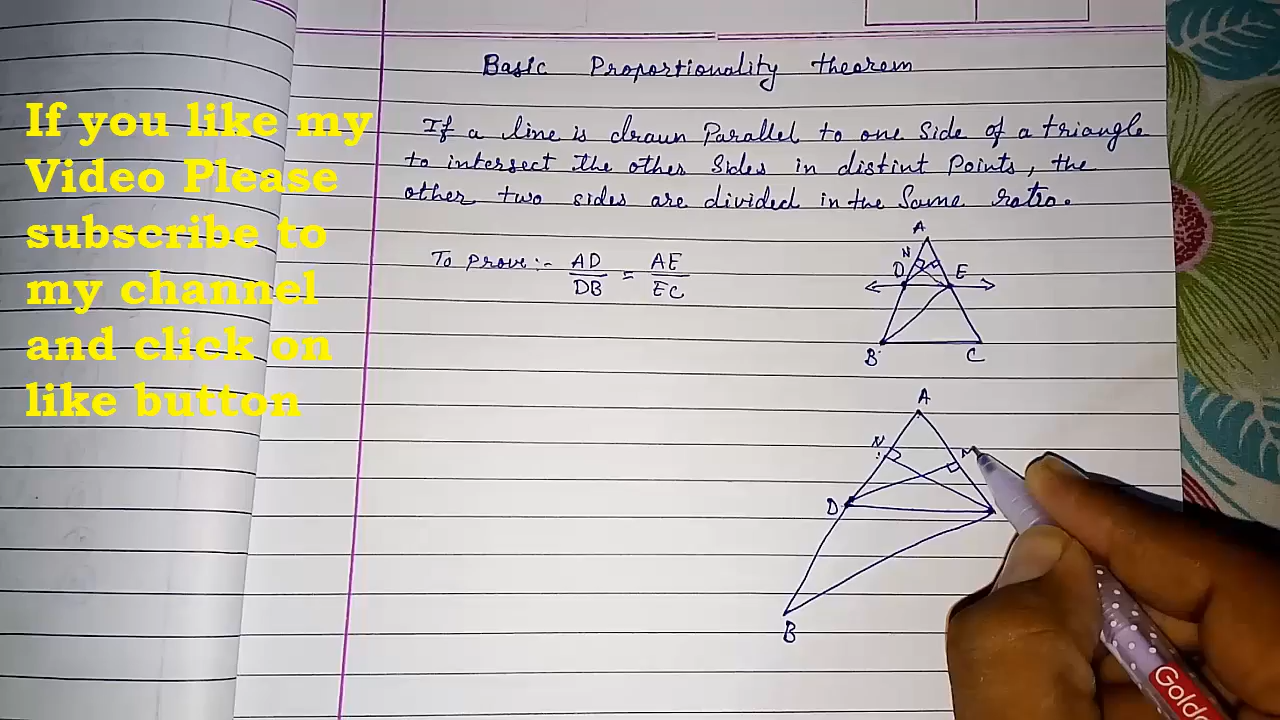 Basic Proportionality theorem
If you like my
Video Please
subscribe to
my channel
and click on
like button
If a line is drawn Parallel to one Side of a triangle
to intersect the other Sides in distint Points, the
other two sides are divided in the Same ratio.
To prove:- AD/DB = AE/EC
A
N
D E
B C
A
N M
D
B
Golde